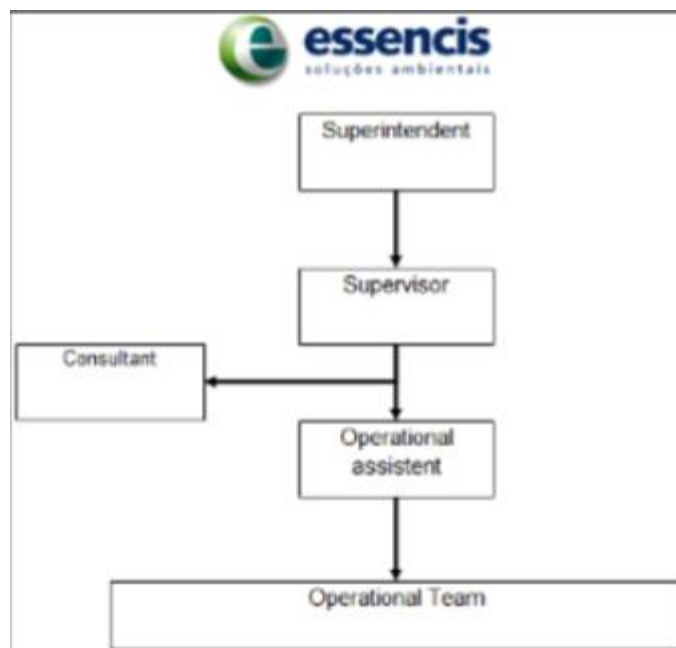 essencis
soluções ambientais
Superintendent
Supervisor
Consultant
Operational
assistent
Operational Team